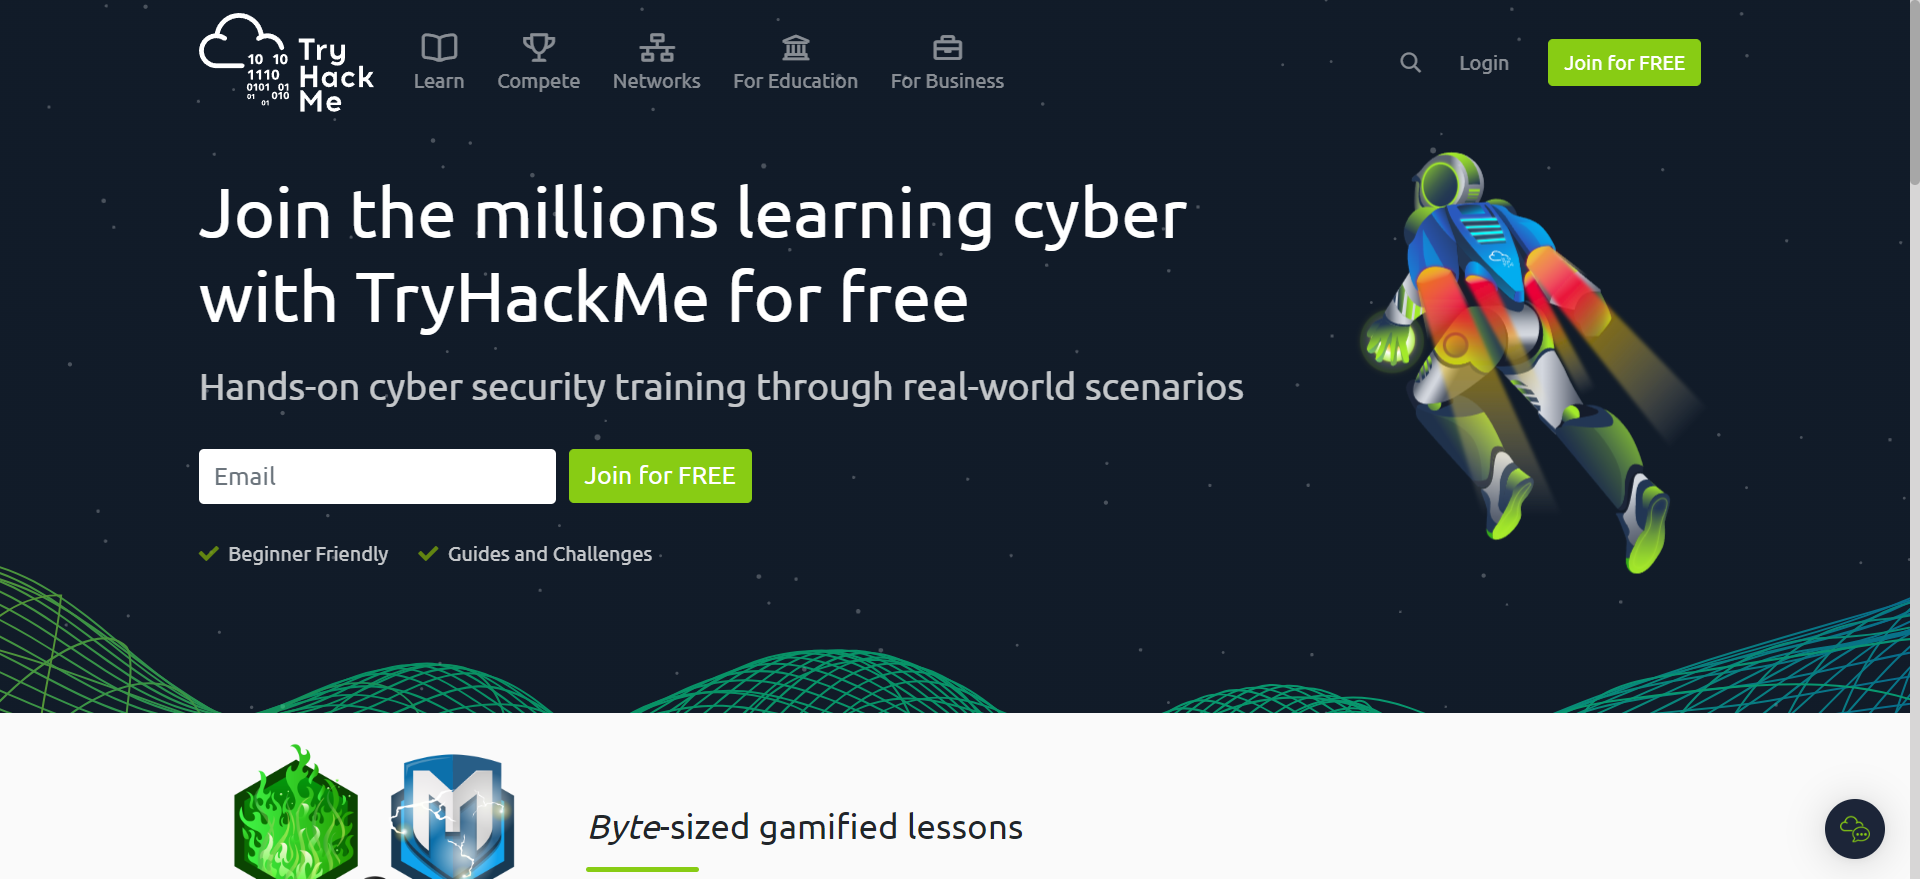 10 10
1110
0101 01
01 010
01
Try
Hack
Me
Learn
Compete
Networks
For Education
For Business
Login
Join for FREE
Join the millions learning cyber
with TryHackMe for free
Hands-on cyber security training through real-world scenarios
Email
Join for FREE
Beginner Friendly
Guides and Challenges
M
Byte-sized gamified lessons